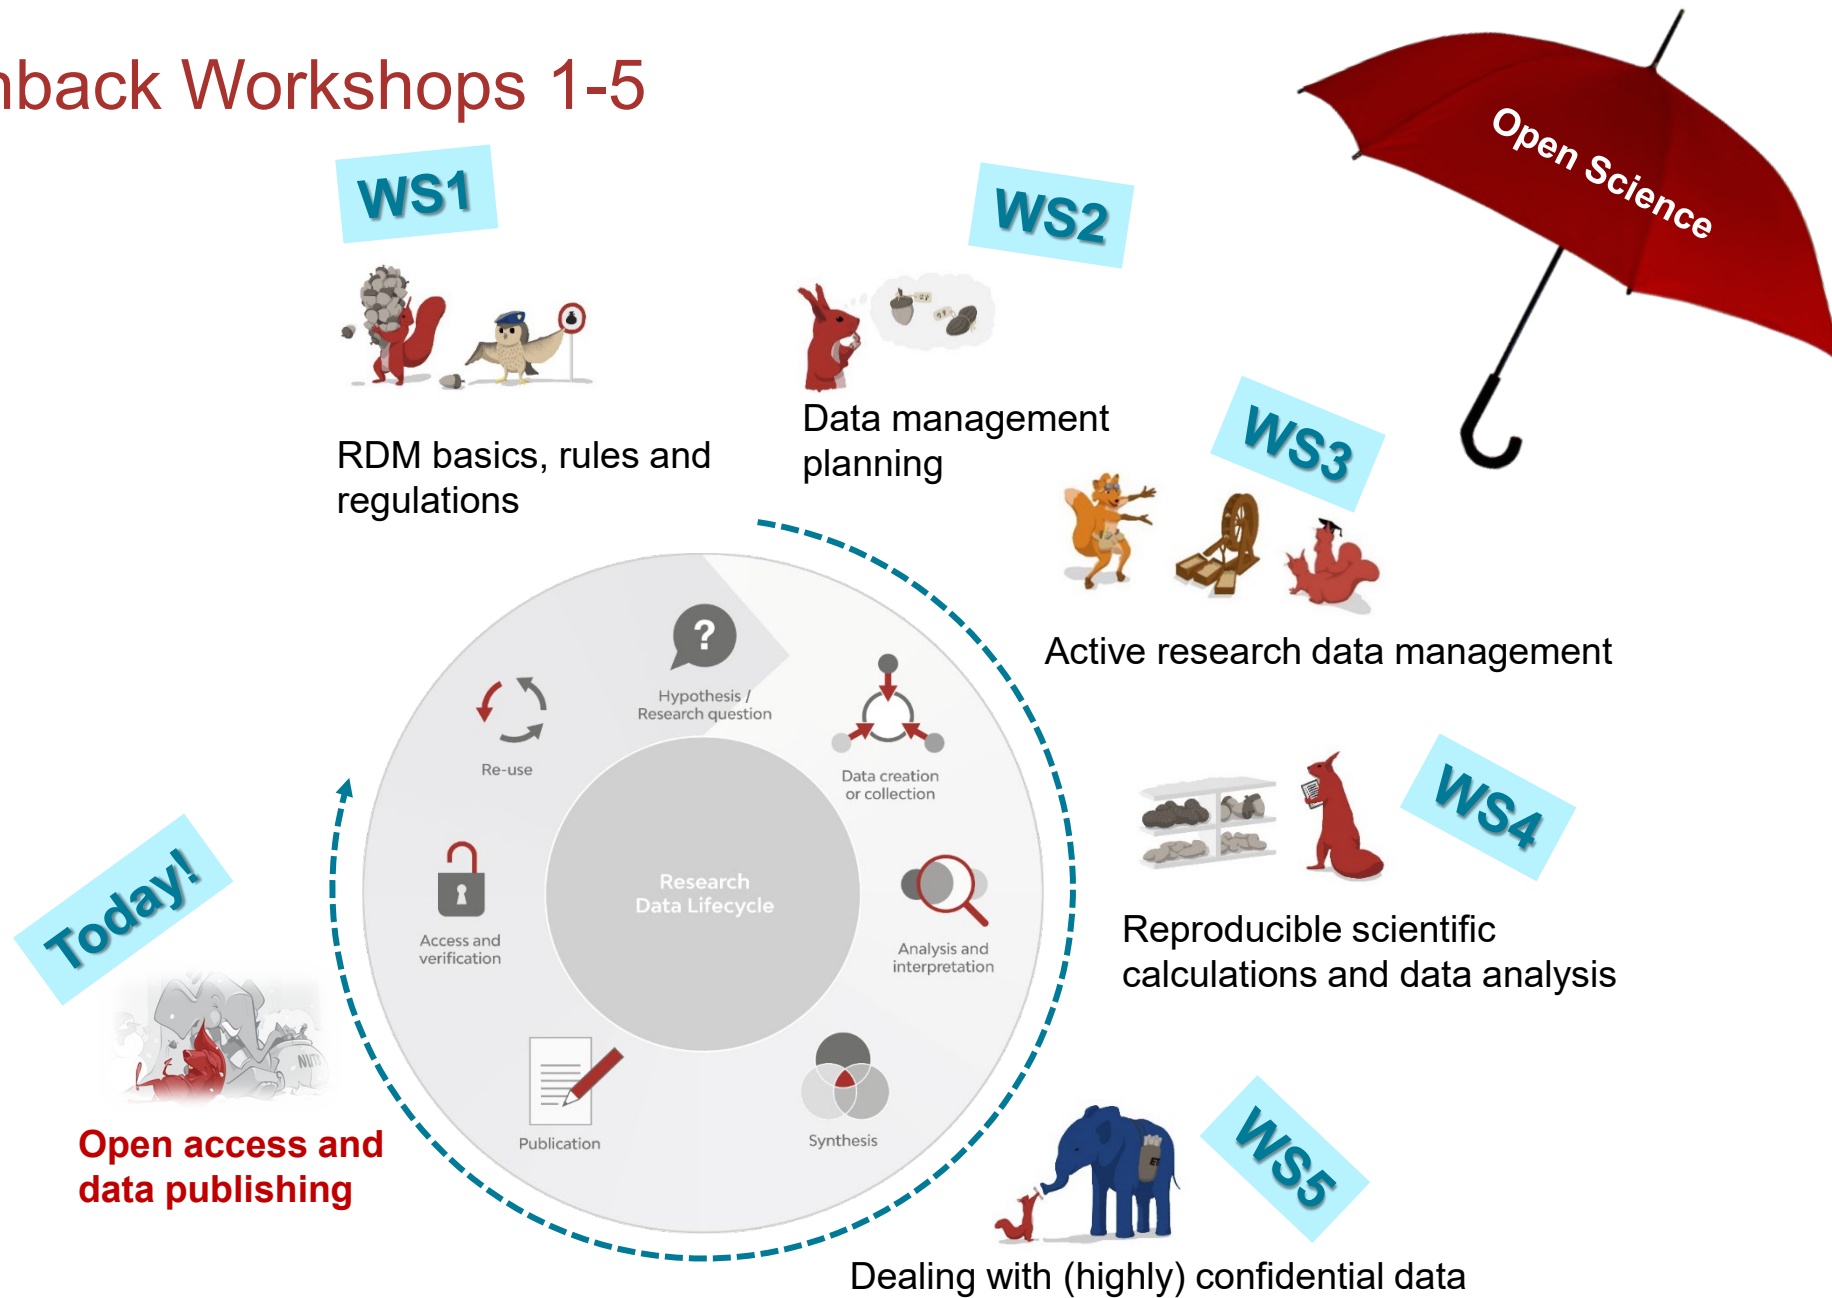 nback Workshops 1-5
Open Science
WS1
WS2
RDM basics, rules and
regulations
Data management
planning
WS3
Active research data management
WS4
Reproducible scientific
calculations and data analysis
WS5
Dealing with (highly) confidential data
Today!
Open access and
data publishing
NUTS
?
Hypothesis /
Research question
Data creation
or collection
Analysis and
interpretation
Synthesis
Publication
Access and
verification
Re-use
Research
Data Lifecycle